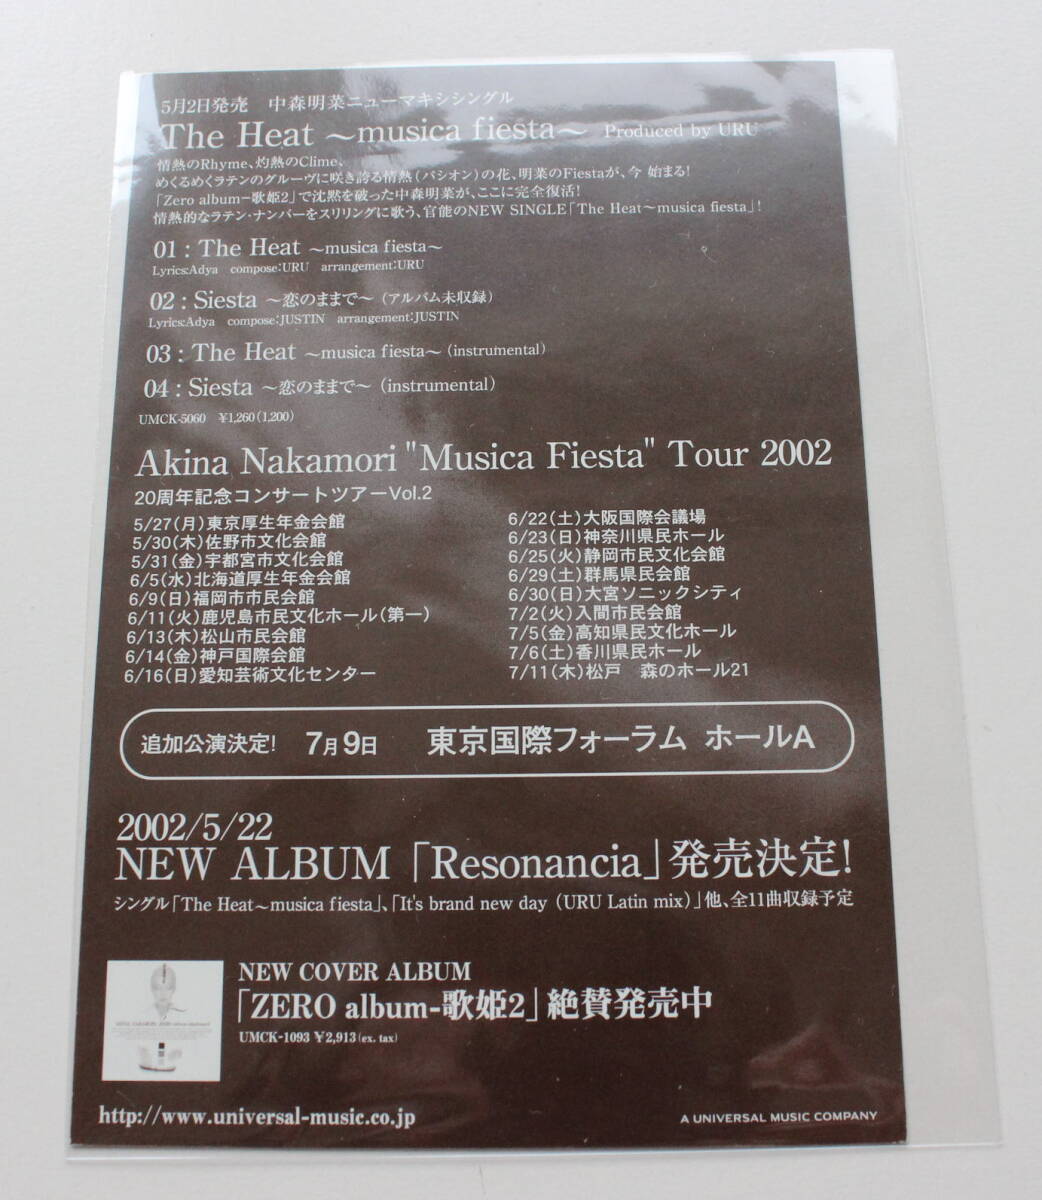 5月2日発売　中森明菜ニューマキシシングル
The Heat ～musica fiesta～ Produced by URU
情熱のRhyme、灼熱のClime、
めくるめくラテンのグルーヴに咲き誇る情熱(パシオン)の花、明菜のFiestaが、今 始まる!
「Zero album－歌姫2」で沈黙を破った中森明菜が、ここに完全復活!
情熱的なラテン・ナンバーをスリリングに歌う、官能のNEW SINGLE「The Heat～musica fiesta」!
01 : The Heat ～musica fiesta～
Lyrics:Adya compose:URU arrangement:URU
02 : Siesta ～恋のままで～ (アルバム未収録)
Lyrics:Adya compose:JUSTIN arrangement:JUSTIN
03 : The Heat ～musica fiesta～ (instrumental)
04 : Siesta ～恋のままで～ (instrumental)
UMCK-5060 ¥1,260(1,200)
Akina Nakamori "Musica Fiesta" Tour 2002
20周年記念コンサートツアーVol.2
5/27(月)東京厚生年金会館
5/30(木)佐野市文化会館
5/31(金)宇都宮市文化会館
6/5(水)北海道厚生年金会館
6/9(日)福岡市市民会館
6/11(火)鹿児島市民文化ホール(第一)
6/13(木)松山市民会館
6/14(金)神戸国際会館
6/16(日)愛知芸術文化センター
6/22(土)大阪国際会議場
6/23(日)神奈川県民ホール
6/25(火)静岡市民文化会館
6/29(土)群馬県民会館
6/30(日)大宮ソニックシティ
7/2(火)入間市民会館
7/5(金)高知県民文化ホール
7/6(土)香川県民ホール
7/11(木)松戸　森のホール21
追加公演決定! 7月9日 東京国際フォーラム ホールA
2002/5/22
NEW ALBUM「Resonancia」発売決定!
シングル「The Heat～musica fiesta」、「It's brand new day (URU Latin mix)」他、全11曲収録予定
NEW COVER ALBUM
「ZERO album-歌姫2」絶賛発売中
UMCK-1093 ¥2,913(ex. tax)
http://www.universal-music.co.jp
A UNIVERSAL MUSIC COMPANY